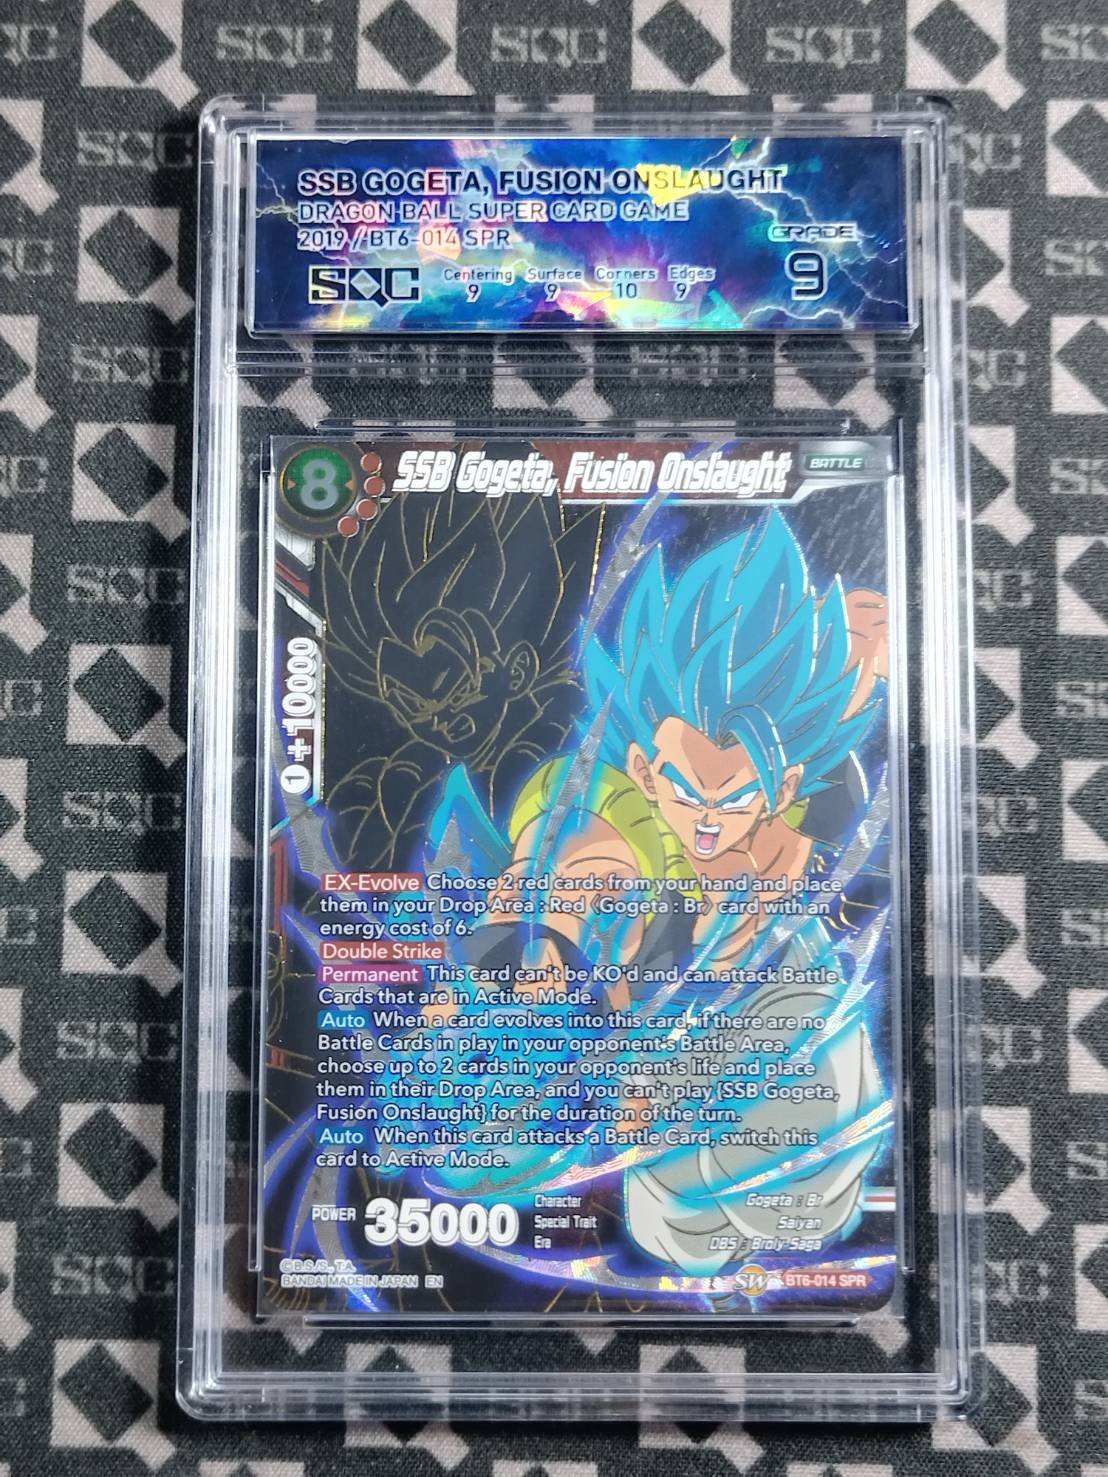 SSB GOGETA, FUSION ONSLAUGHT
DRAGON BALL SUPER CARD GAME
2019 / BT6-014 SPR
GRADE
9
SQC
Centering Surface Corners Edges
9 9 10 9
8
SSB Gogeta, Fusion Onslaught
BATTLE
1 +10000
EX-Evolve Choose 2 red cards from your hand and place
them in your Drop Area : Red 〈Gogeta : Br〉 card with an
energy cost of 6.
Double Strike
Permanent This card can't be KO'd and can attack Battle
Cards that are in Active Mode.
Auto When a card evolves into this card, if there are no
Battle Cards in play in your opponent's Battle Area,
choose up to 2 cards in your opponent's life and place
them in their Drop Area, and you can't play {SSB Gogeta,
Fusion Onslaught} for the duration of the turn.
Auto When this card attacks a Battle Card, switch this
card to Active Mode.
POWER 35000
Character Gogeta : Br
Special Trait Saiyan
Era DBS : Broly Saga
© B.S./S., T.A.
BANDAI MADE IN JAPAN EN
SW BT6-014 SPR